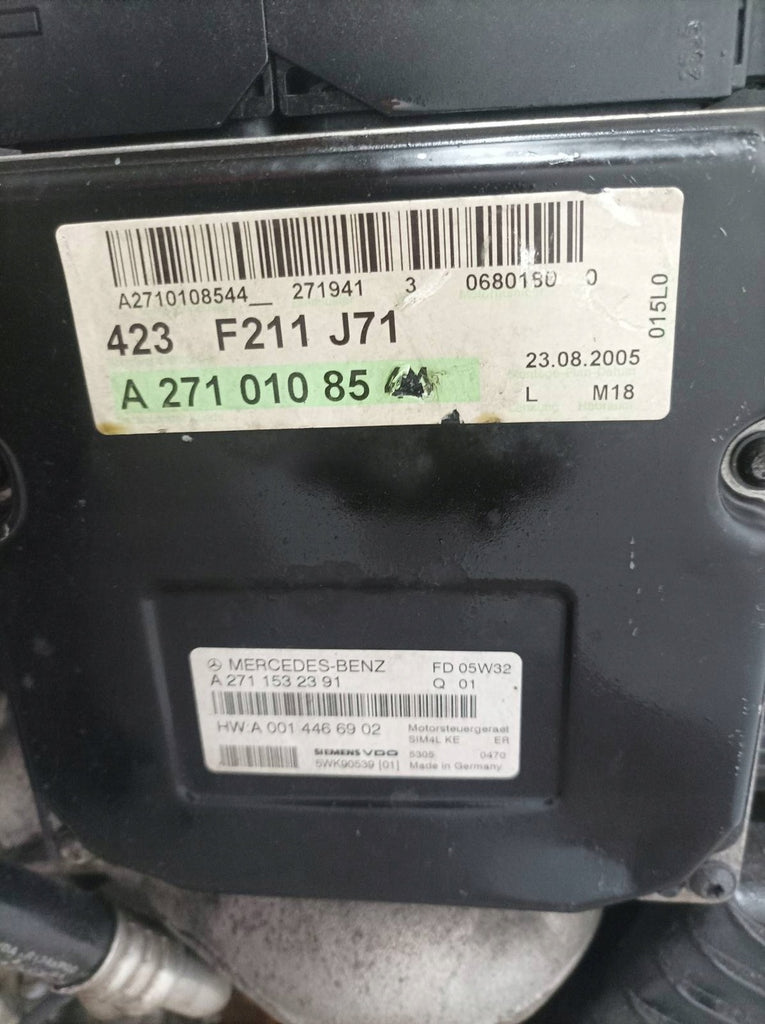 A2710108544__ 271941 3 0680180 0
423 F211 J71
23.08.2005
A 271 010 85
L M18
015L0
MERCEDES-BENZ FD 05W32
A 271 153 23 91 Q 01
HW:A 001 446 69 02 Motorsteuergeraet
SIM4L KE ER
SIEMENS VDO 5305 0470
5WK90539 [01] Made in Germany